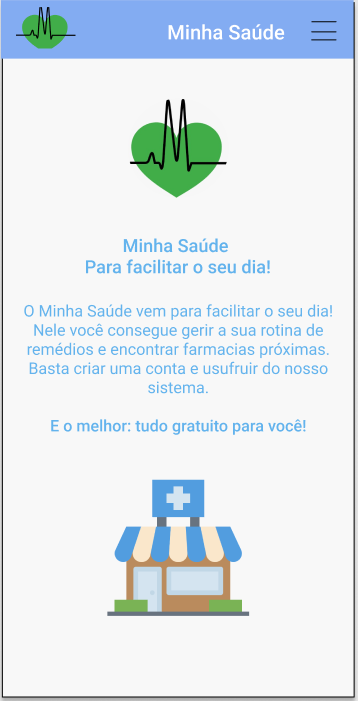 Minha Saúde
Minha Saúde
Para facilitar o seu dia!
O Minha Saúde vem para facilitar o seu dia!
Nele você consegue gerir a sua rotina de
remédios e encontrar farmacias próximas.
Basta criar uma conta e usufruir do nosso
sistema.
E o melhor: tudo gratuito para você!